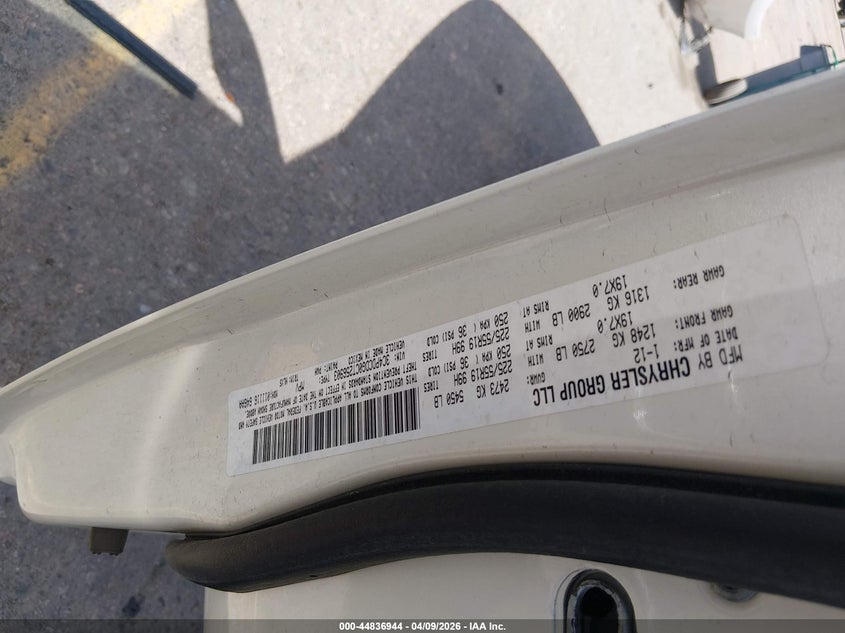 MFD BY CHRYSLER GROUP LLC
DATE OF MFR: 1-12
GVWR: 2473 KG 5450 LB
GAWR FRONT: 1248 KG 2750 LB
WITH 225/55R19 99H TIRES
19X7.0 RIMS AT 250 KPA ( 36 PSI) COLD
GAWR REAR: 1316 KG 2900 LB
WITH 225/55R19 99H TIRES
19X7.0 RIMS AT 250 KPA ( 36 PSI) COLD
THIS VEHICLE CONFORMS TO ALL APPLICABLE U.S.A. FEDERAL MOTOR VEHICLE SAFETY AND
THEFT PREVENTION STANDARDS IN EFFECT ON THE DATE OF MANUFACTURE SHOWN ABOVE.
VIN: TYPE: MPV
VEHICLE MADE IN MEXICO
PAINT:
000-44836944 - 04/09/2026 - IAA Inc.